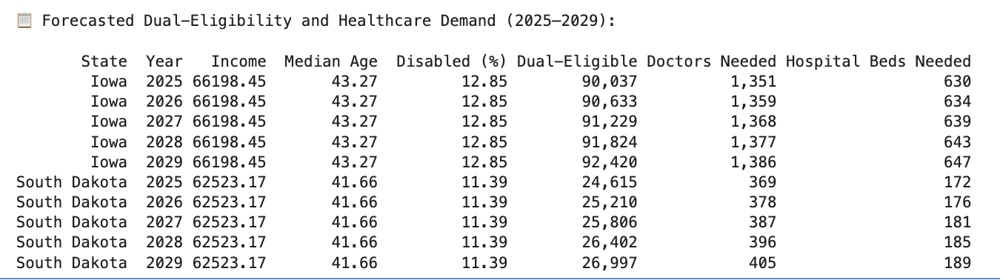 📋 Forecasted Dual-Eligibility and Healthcare Demand (2025–2029):
State Year Income Median Age Disabled (%) Dual-Eligible Doctors Needed Hospital Beds Needed
Iowa 2025 66198.45 43.27 12.85 90,037 1,351 630
Iowa 2026 66198.45 43.27 12.85 90,633 1,359 634
Iowa 2027 66198.45 43.27 12.85 91,229 1,368 639
Iowa 2028 66198.45 43.27 12.85 91,824 1,377 643
Iowa 2029 66198.45 43.27 12.85 92,420 1,386 647
South Dakota 2025 62523.17 41.66 11.39 24,615 369 172
South Dakota 2026 62523.17 41.66 11.39 25,210 378 176
South Dakota 2027 62523.17 41.66 11.39 25,806 387 181
South Dakota 2028 62523.17 41.66 11.39 26,402 396 185
South Dakota 2029 62523.17 41.66 11.39 26,997 405 189